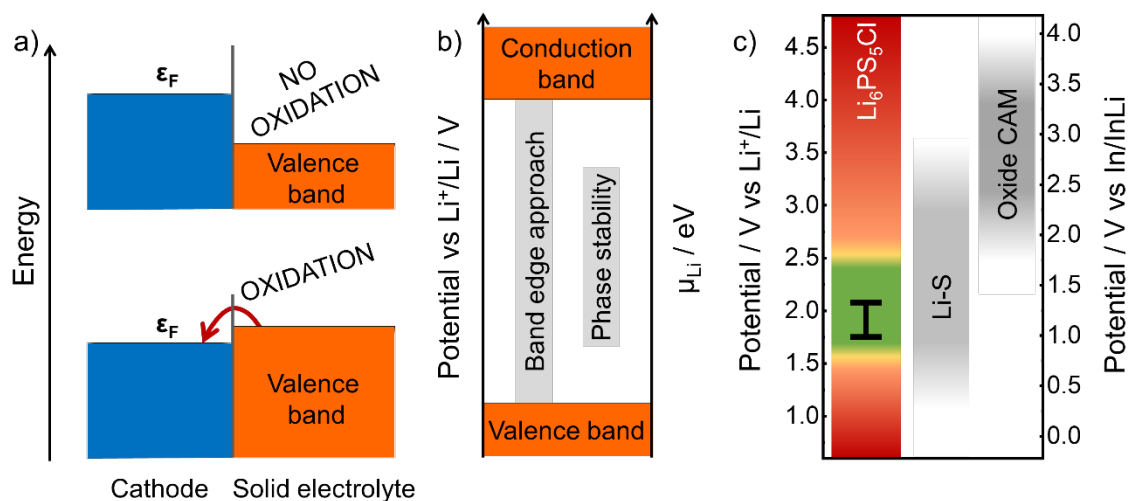 a)
Energy
εF
NO
OXIDATION
Valence
band
OXIDATION
εF
Valence
band
Cathode
Solid electrolyte
b)
Potential vs Li⁺/Li / V
Conduction
band
Band edge approach
Phase stability
Valence band
μLi / eV
c)
Potential / V vs Li⁺/Li
4.5
4.0
3.5
3.0
2.5
2.0
1.5
1.0
Li₆PS₅Cl
Li-S
Oxide CAM
4.0
3.5
3.0
2.5
2.0
1.5
1.0
0.5
0.0
Potential / V vs In/InLi